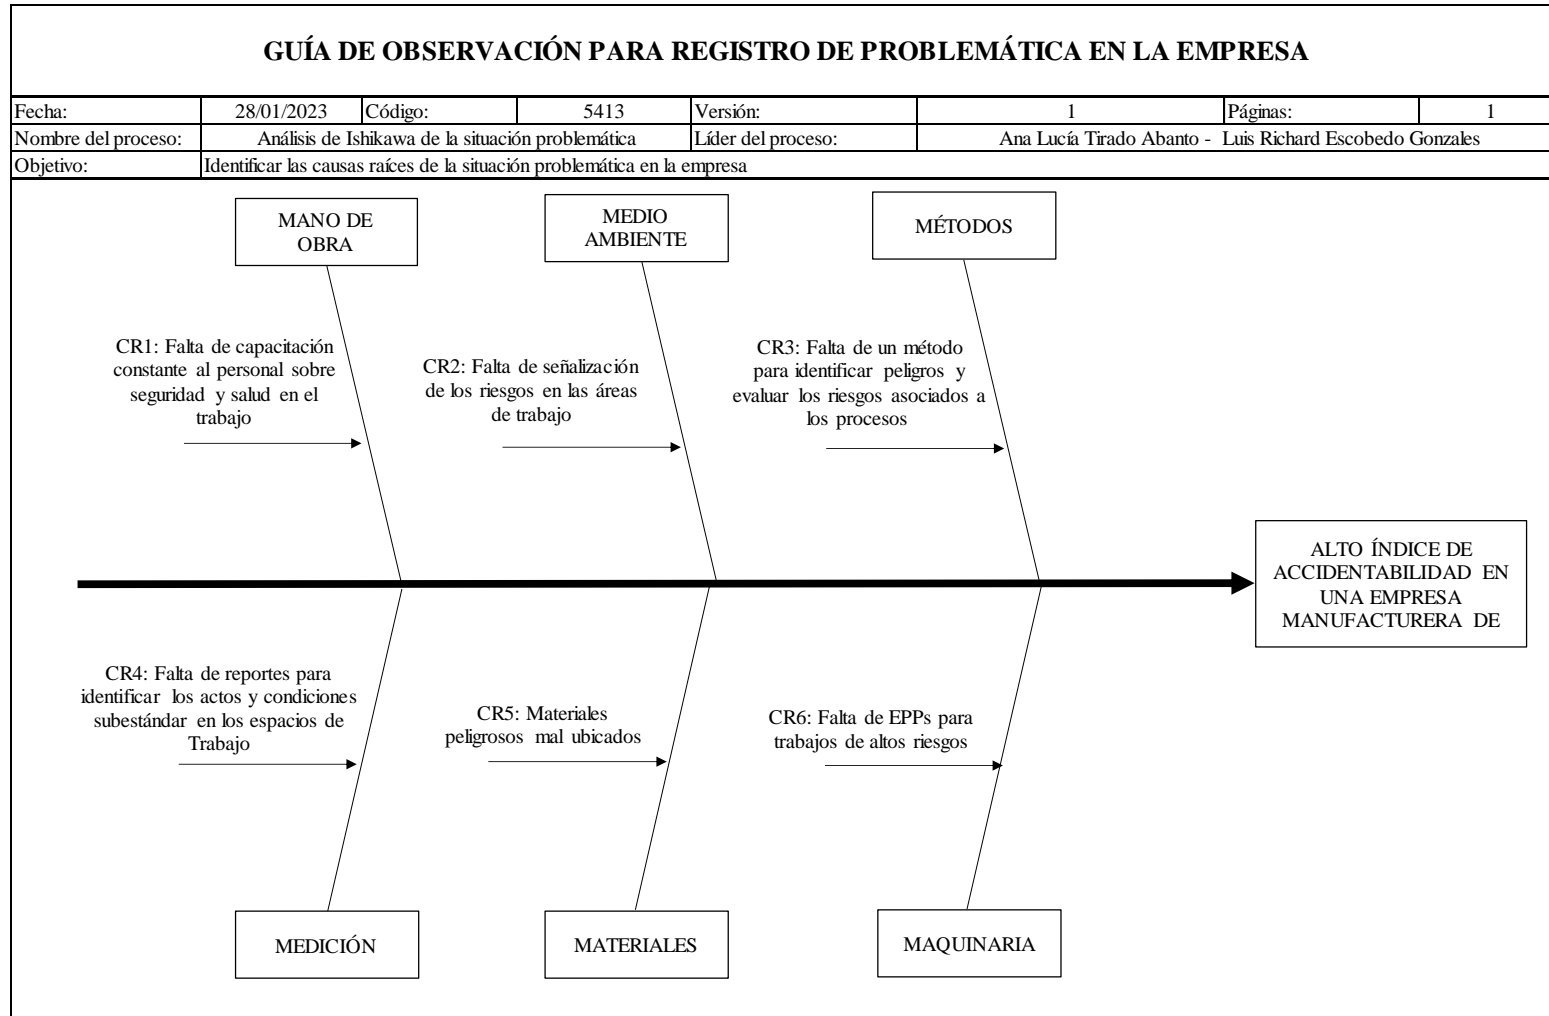 GUÍA DE OBSERVACIÓN PARA REGISTRO DE PROBLEMÁTICA EN LA EMPRESA
Fecha: 28/01/2023 Código: 5413 Versión: 1 Páginas: 1
Nombre del proceso: Análisis de Ishikawa de la situación problemática Líder del proceso: Ana Lucía Tirado Abanto - Luis Richard Escobedo Gonzales
Objetivo: Identificar las causas raíces de la situación problemática en la empresa
MANO DE
OBRA
MEDIO
AMBIENTE
MÉTODOS
CR1: Falta de capacitación
constante al personal sobre
seguridad y salud en el
trabajo
CR2: Falta de señalización
de los riesgos en las áreas
de trabajo
CR3: Falta de un método
para identificar peligros y
evaluar los riesgos asociados a
los procesos
ALTO ÍNDICE DE
ACCIDENTABILIDAD EN
UNA EMPRESA
MANUFACTURERA DE
CR4: Falta de reportes para
identificar los actos y condiciones
subestándar en los espacios de
Trabajo
CR5: Materiales
peligrosos mal ubicados
CR6: Falta de EPPs para
trabajos de altos riesgos
MEDICIÓN
MATERIALES
MAQUINARIA